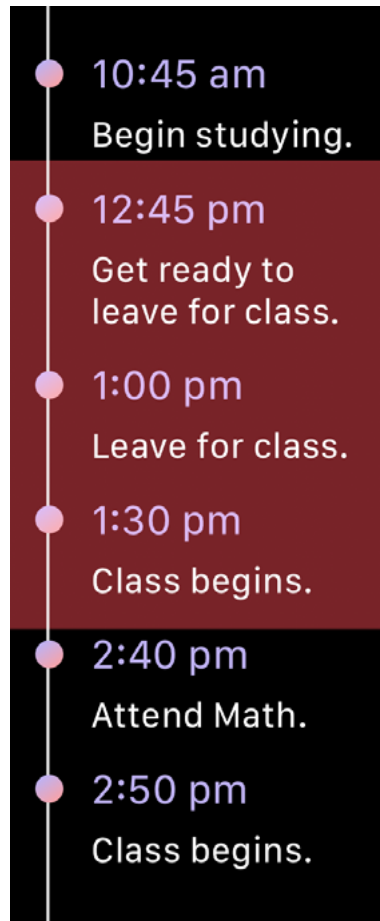 10:45 am
Begin studying.
12:45 pm
Get ready to
leave for class.
1:00 pm
Leave for class.
1:30 pm
Class begins.
2:40 pm
Attend Math.
2:50 pm
Class begins.